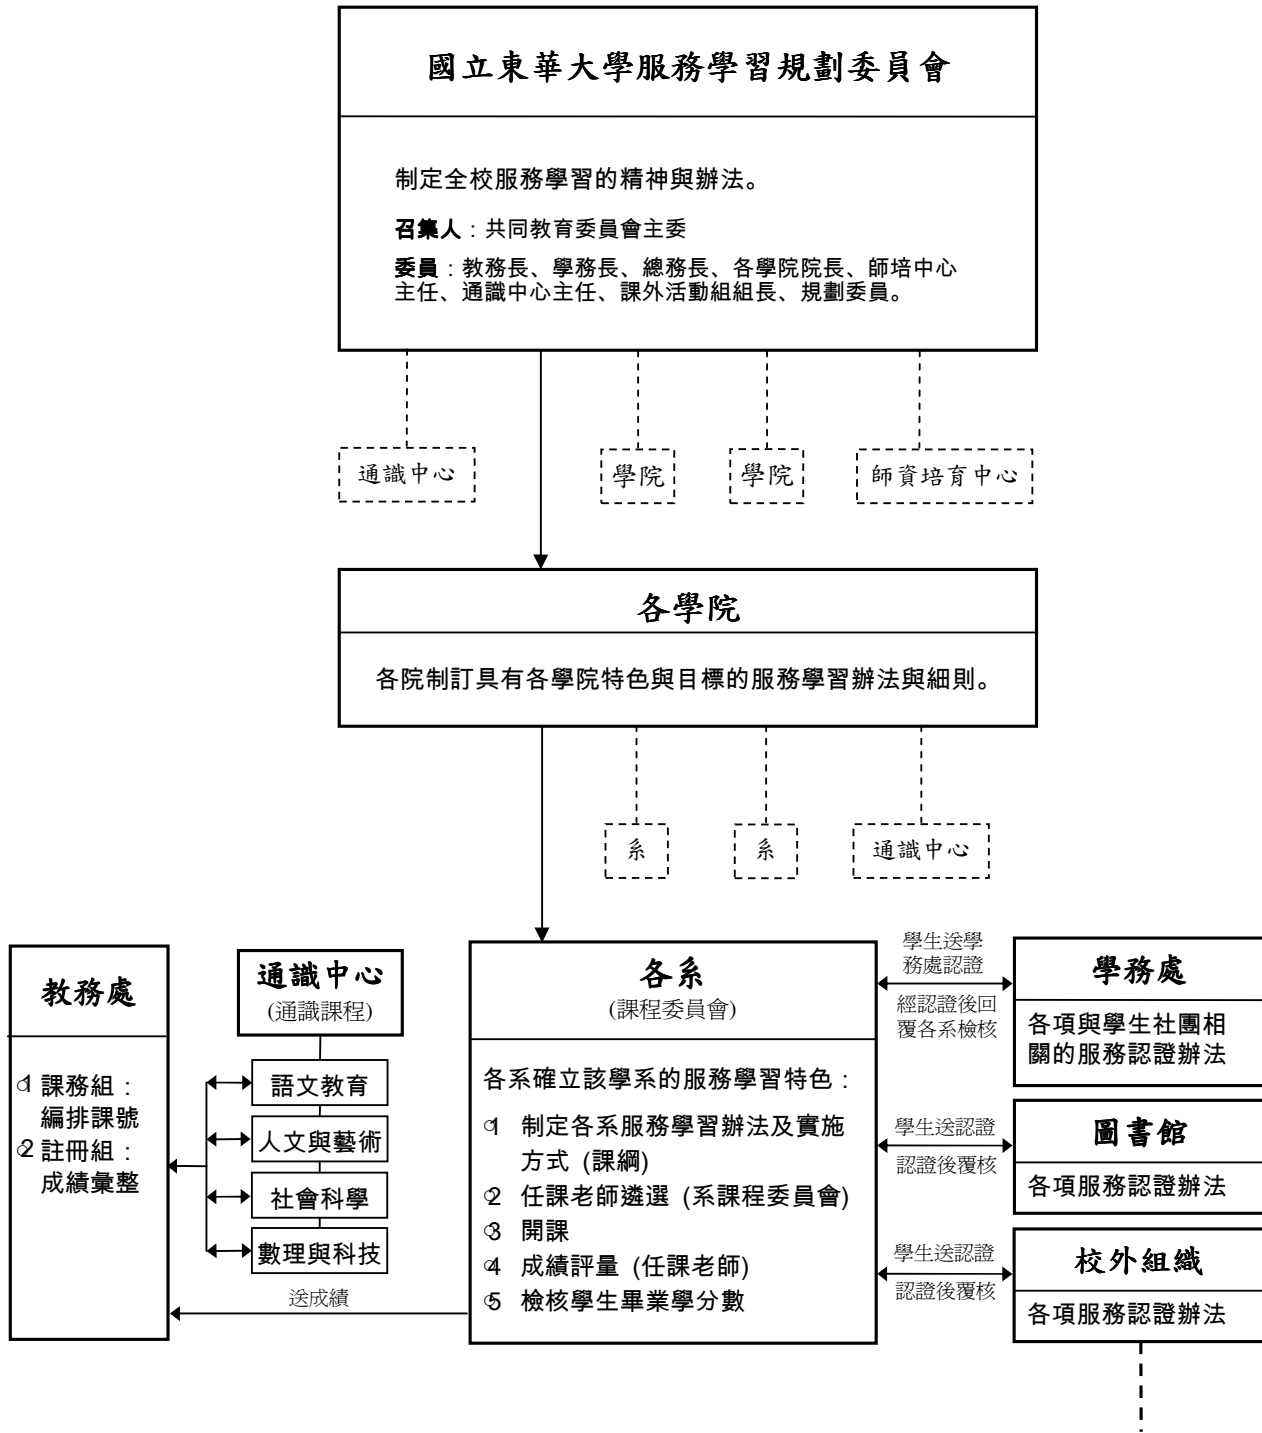 國立東華大學服務學習規劃委員會
制定全校服務學習的精神與辦法。
召集人：共同教育委員會主委
委員：教務長、學務長、總務長、各學院院長、師培中心
主任、通識中心主任、課外活動組組長、規劃委員。
通識中心
學院
學院
師資培育中心
各學院
各院制訂具有各學院特色與目標的服務學習辦法與細則。
系
系
通識中心
教務處
1 課務組：
編排課號
2 註冊組：
成績彙整
通識中心
(通識課程)
語文教育
人文與藝術
社會科學
數理與科技
送成績
各系
(課程委員會)
各系確立該學系的服務學習特色：
1 制定各系服務學習辦法及實施
方式 (課綱)
2 任課老師遴選 (系課程委員會)
3 開課
4 成績評量 (任課老師)
5 檢核學生畢業學分數
學生送學
務處認證
經認證後回
覆各系檢核
學務處
各項與學生社團相
關的服務認證辦法
學生送認證
認證後覆核
圖書館
各項服務認證辦法
學生送認證
認證後覆核
校外組織
各項服務認證辦法